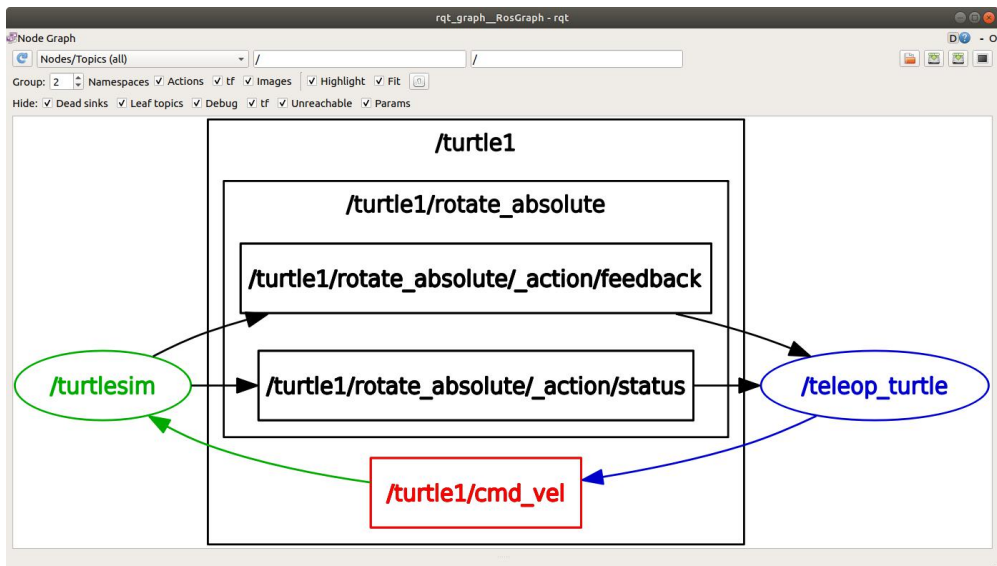 rqt_graph__RosGraph - rqt
Node Graph
D - O
Nodes/Topics (all) / /
Group: 2 Namespaces Actions tf Images Highlight Fit
Hide: Dead sinks Leaf topics Debug tf Unreachable Params
/turtle1
/turtle1/rotate_absolute
/turtle1/rotate_absolute/_action/feedback
/turtlesim
/turtle1/rotate_absolute/_action/status
/teleop_turtle
/turtle1/cmd_vel